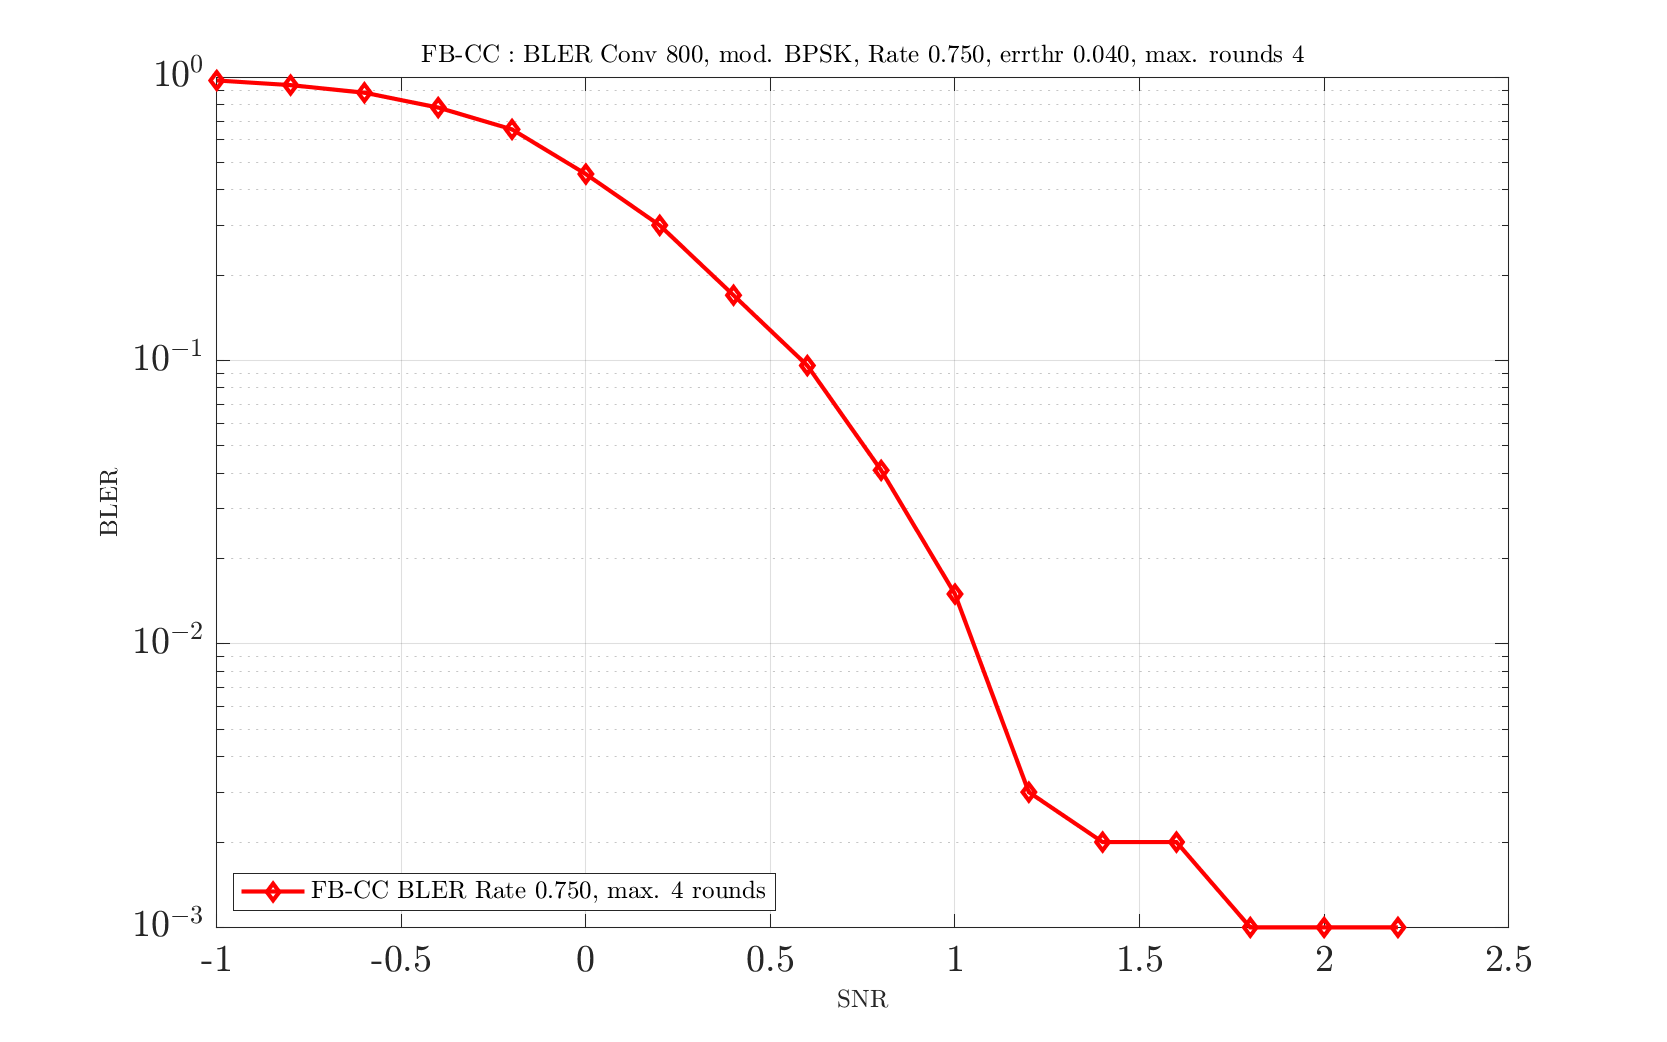 FB-CC : BLER Conv 800, mod. BPSK, Rate 0.750, errthr 0.040, max. rounds 4
10^0
10^-1
10^-2
10^-3
BLER
FB-CC BLER Rate 0.750, max. 4 rounds
-1 -0.5 0 0.5 1 1.5 2 2.5
SNR